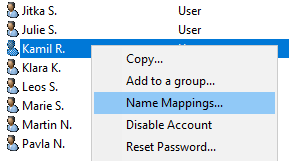 Jitka S. User
Julie S. User
Kamil R.
Klara K. Copy...
Leos S. Add to a group...
Marie S. Name Mappings...
Martin N. Disable Account
Pavla N. Reset Password...